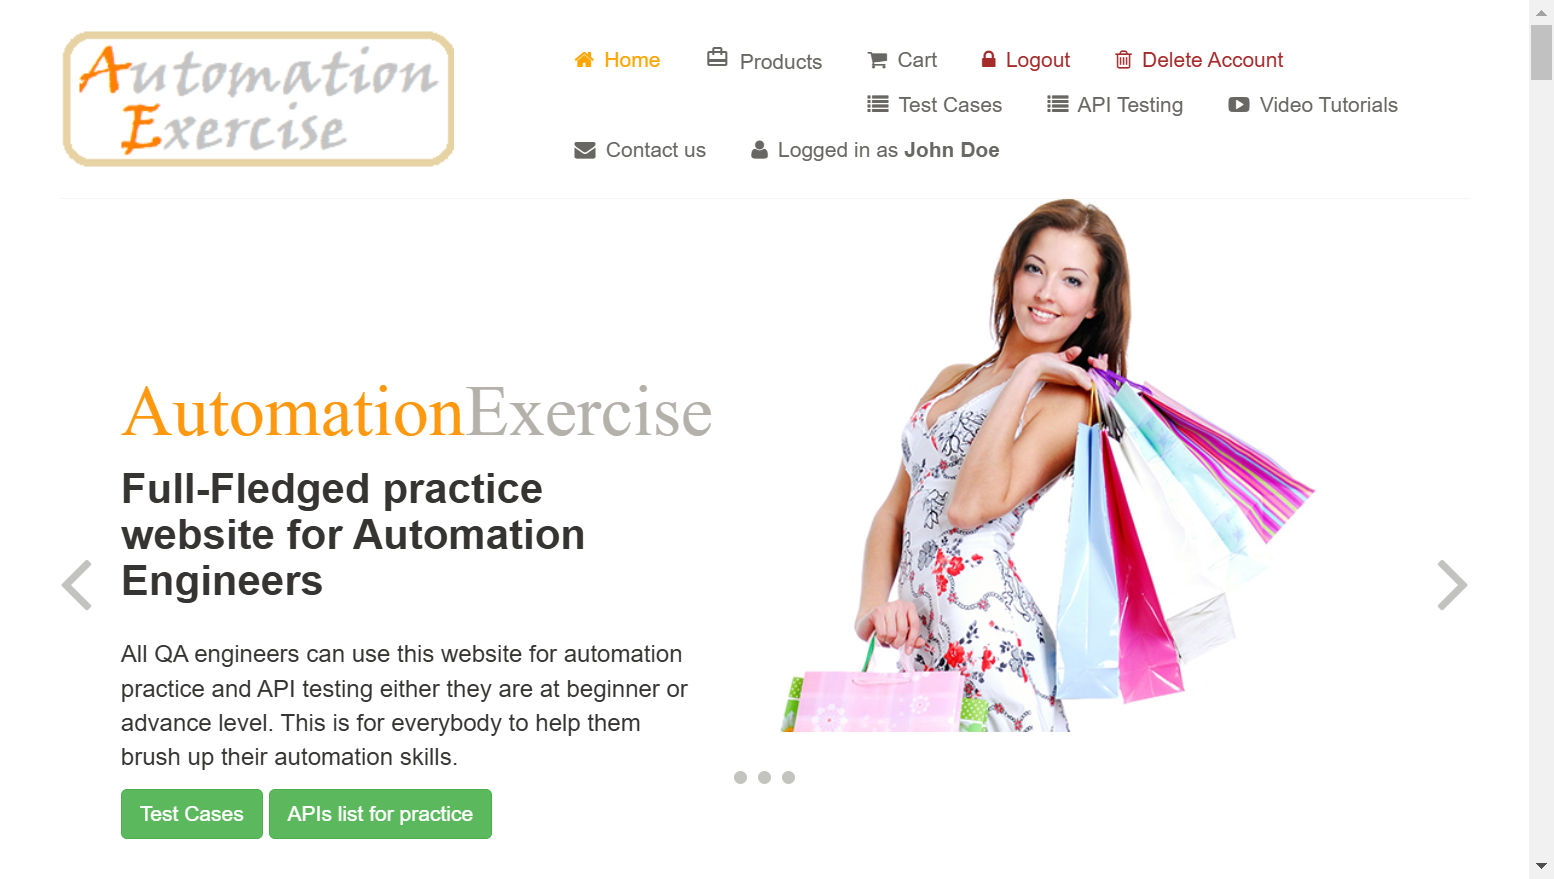 Automation
Exercise
Home Products Cart Logout Delete Account
Test Cases API Testing Video Tutorials
Contact us Logged in as John Doe
AutomationExercise
Full-Fledged practice
website for Automation
Engineers
All QA engineers can use this website for automation
practice and API testing either they are at beginner or
advance level. This is for everybody to help them
brush up their automation skills.
Test Cases APIs list for practice